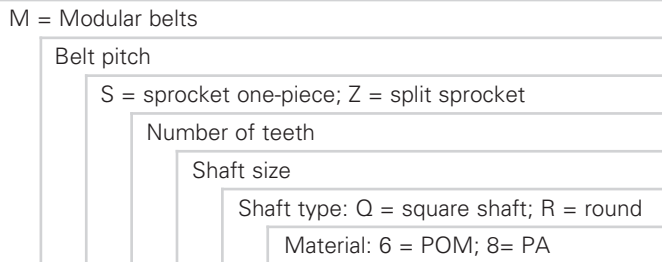 M = Modular belts
Belt pitch
S = sprocket one-piece; Z = split sprocket
Number of teeth
Shaft size
Shaft type: Q = square shaft; R = round
Material: 6 = POM; 8= PA